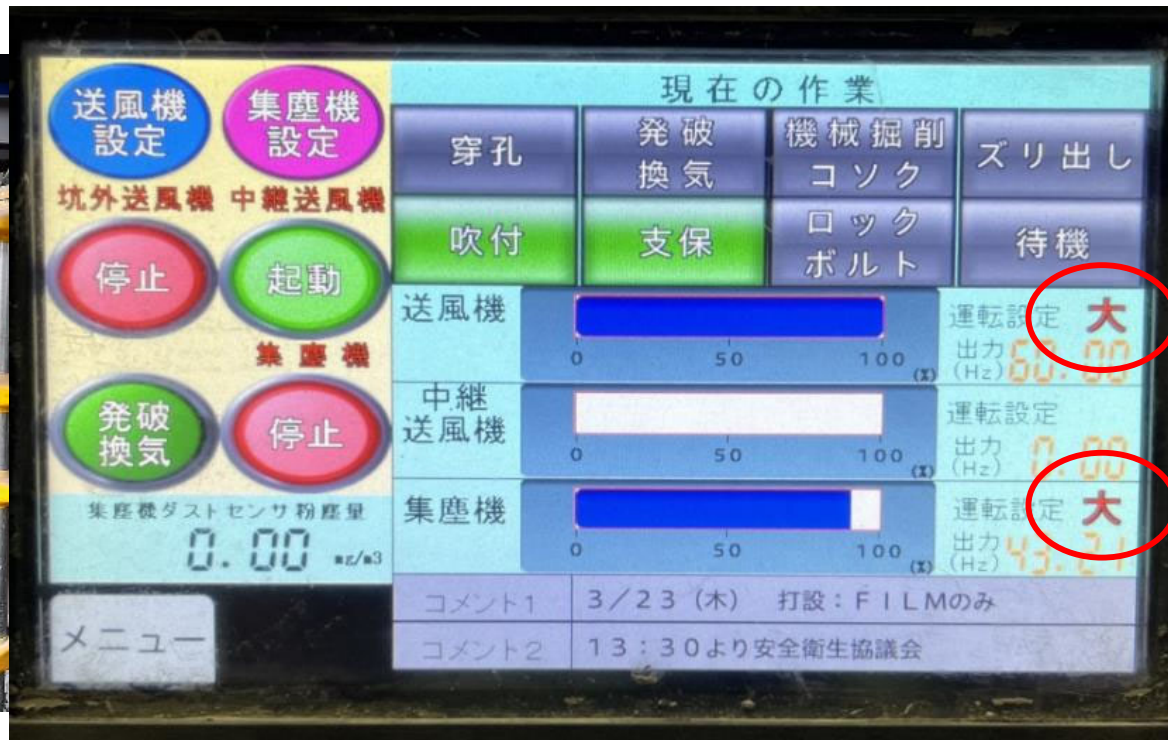 送風機
設定
集塵機
設定
坑外送風機
中継送風機
停止
起動
集塵機
発破
換気
停止
集塵機ダストセンサ粉塵量
0.00 mg/m3
メニュー
現在の作業
穿孔
発破
換気
機械掘削
コソク
ズリ出し
吹付
支保
ロック
ボルト
待機
送風機
0 50 100 (%)
運転設定 大
出力
(Hz) 60.00
中継
送風機
0 50 100 (%)
運転設定
出力
(Hz) 0.00
集塵機
0 50 100 (%)
運転設定 大
出力
(Hz) 43.21
コメント1 3/23(木) 打設:FILMのみ
コメント2 13:30より安全衛生協議会